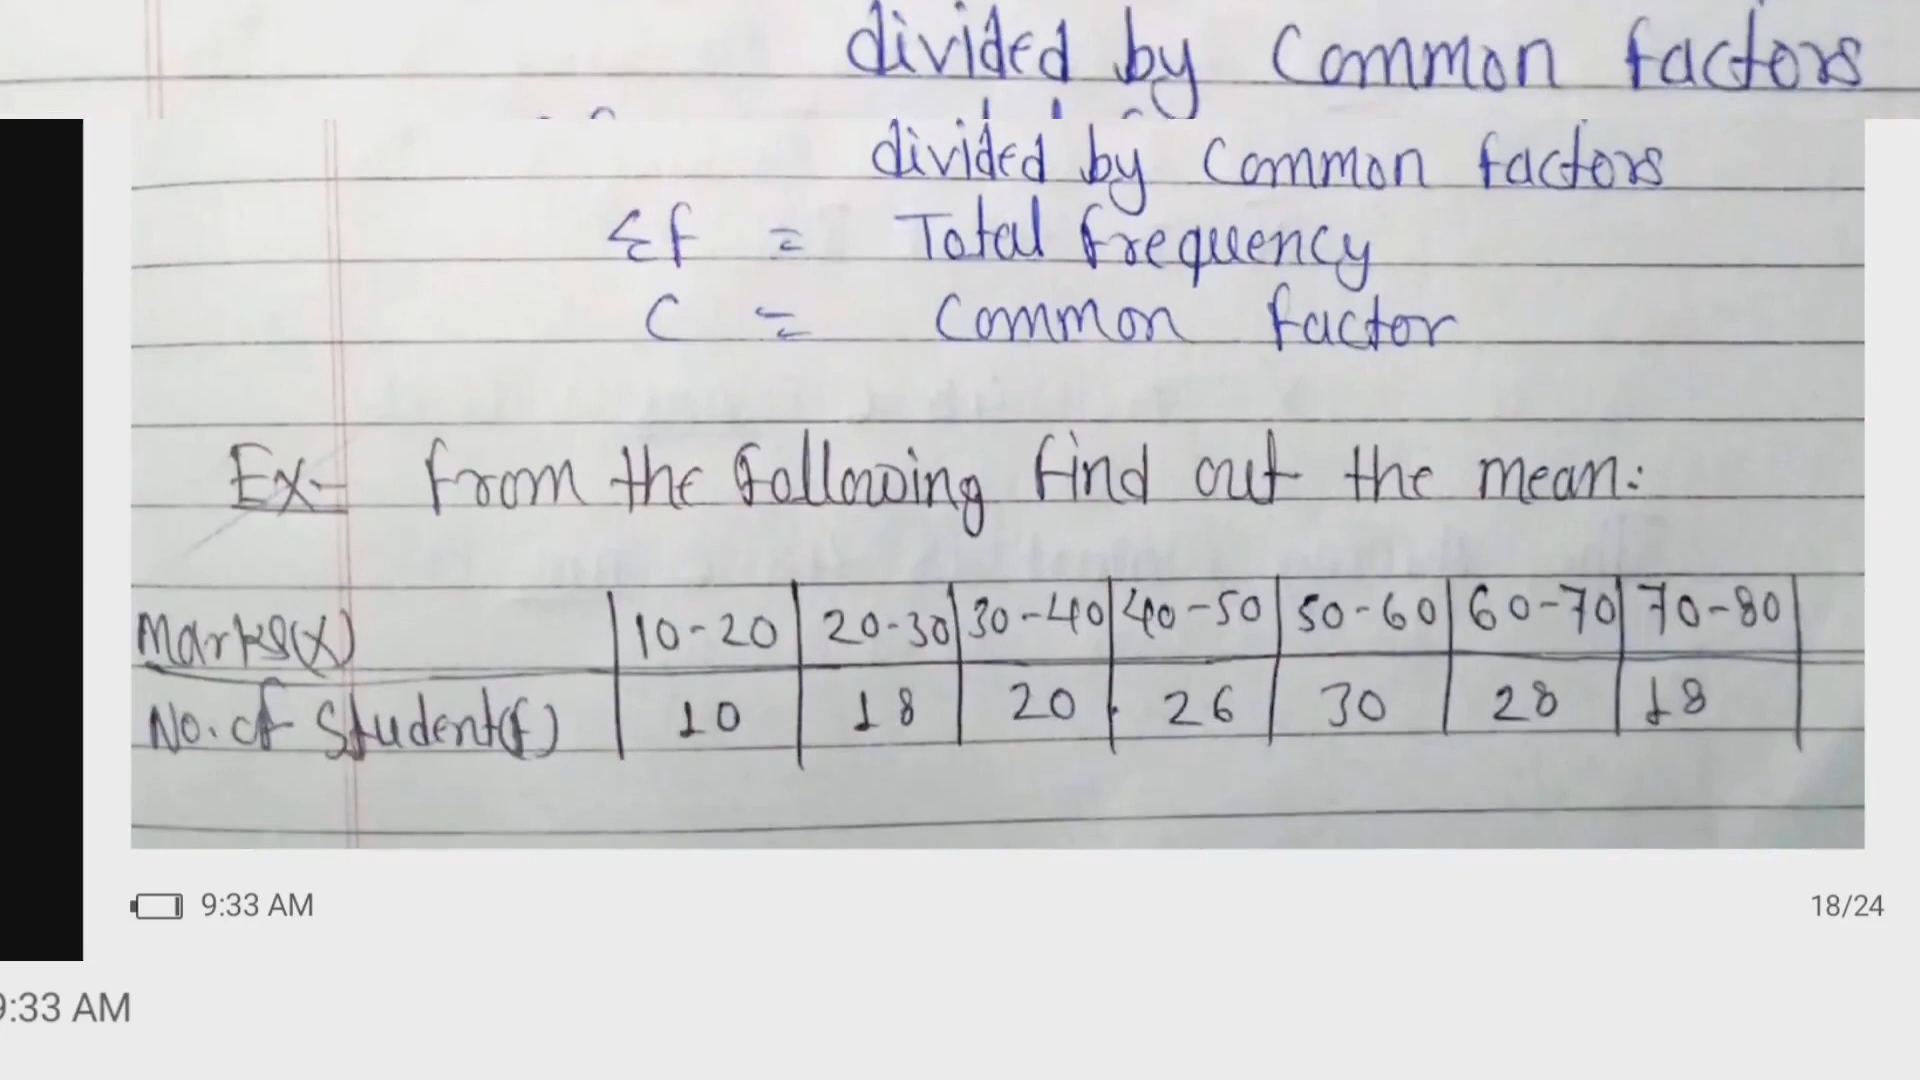 divided by Common factors
divided by Common factors
Σf = Total frequency
C = Common factor
Ex- From the following find out the mean:
Marks(X) 10-20 20-30 30-40 40-50 50-60 60-70 70-80
No. of Student(f) 10 18 20 26 30 28 18
9:33 AM 18/24
9:33 AM